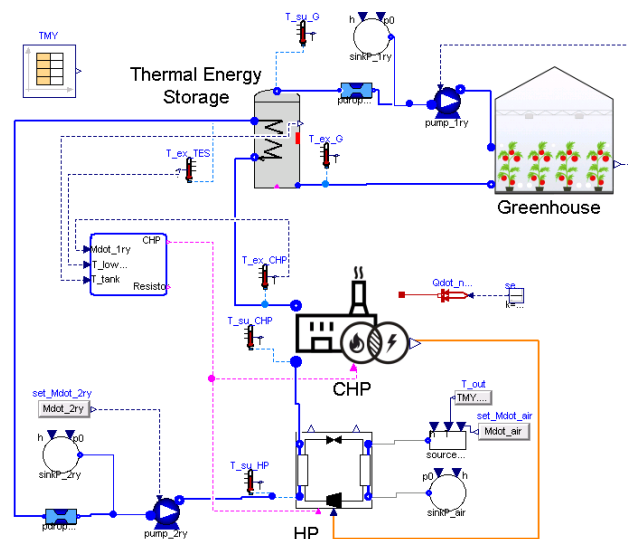 T_su_G
h
p0
sinkP_1ry
TMY
Thermal Energy
Storage
pdrop...
pump_1ry
T_ex_TES
T_ex_G
Greenhouse
Mdot_1ry
CHP
T_low...
T_tank
Resistor
T_ex_CHP
Qdot_n...
se...
k=...
T_su_CHP
CHP
T_out
TMY....
set_Mdot_2ry
Mdot_2ry
set_Mdot_air
Mdot_air
source...
h
p0
sinkP_2ry
T_su_HP
p0
h
sinkP_air
pdrop...
pump_2ry
HP